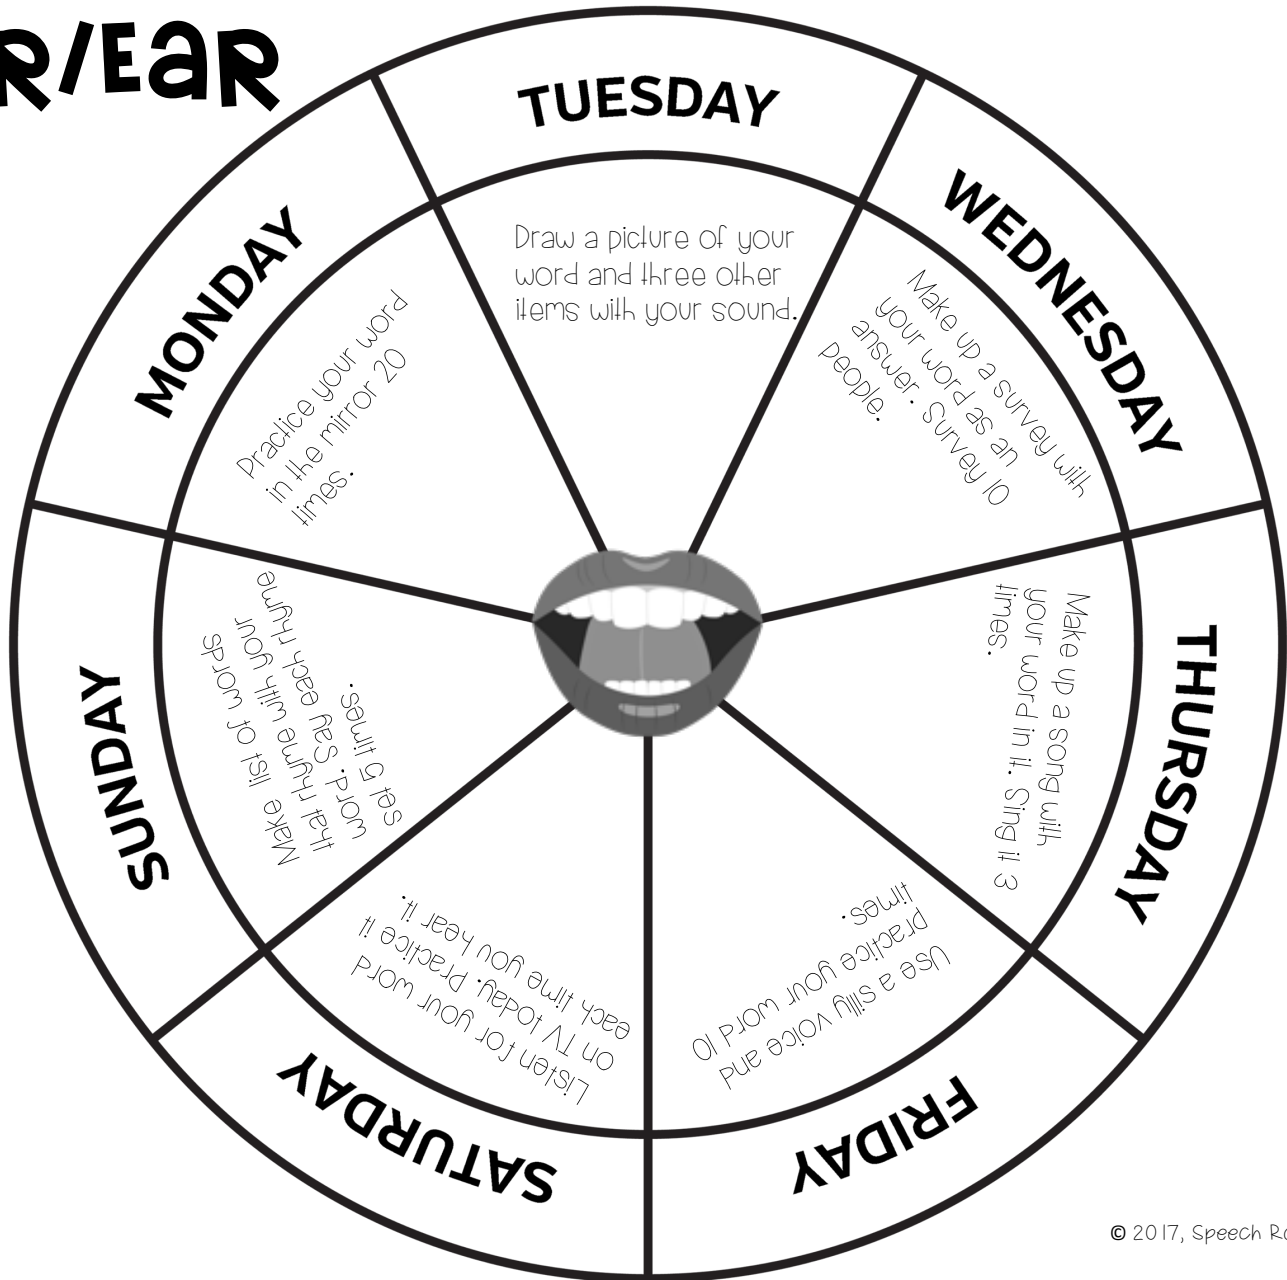 R/EaR
MONDAY
Practice your word
in the mirror 20
times.
TUESDAY
Draw a picture of your
word and three other
items with your sound.
WEDNESDAY
Make up a survey with
your word as an
answer. Survey 10
people.
THURSDAY
Make up a song with
your word in it. Sing it 3
times.
FRIDAY
Use a silly voice and
practice your word 10
times.
SATURDAY
Listen for your word
on TV today. Practice it
each time you hear it.
SUNDAY
Make list of words
that rhyme with your
word. Say each rhyme
set 5 times.
© 2017, Speech